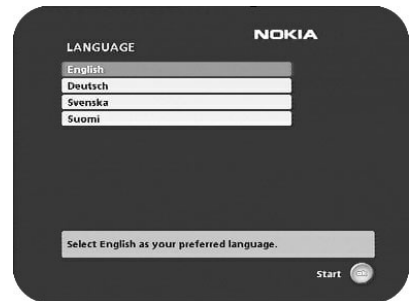 NOKIA
LANGUAGE
English
Deutsch
Svenska
Suomi
Select English as your preferred language.
Start